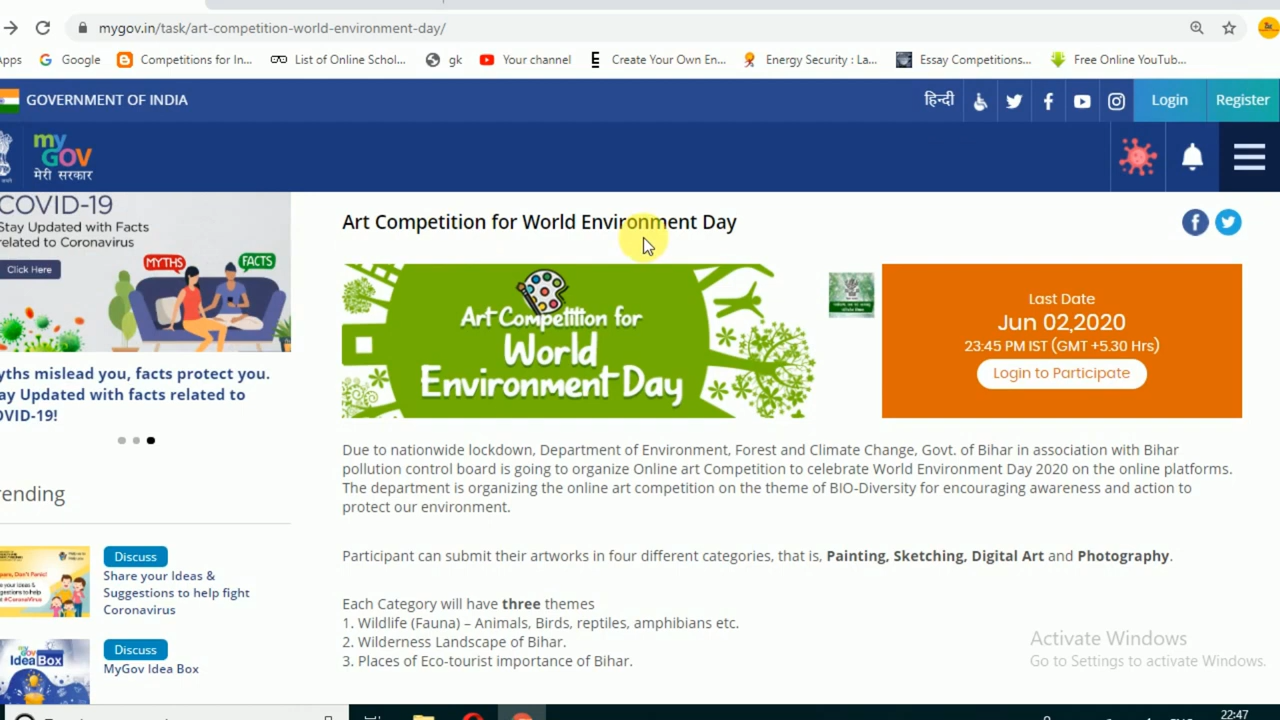 mygov.in/task/art-competition-world-environment-day/
Apps Google Competitions for In... List of Online Schol... gk Your channel Create Your Own En... Energy Security : La... Essay Competitions... Free Online YouTub...
GOVERNMENT OF INDIA हिन्दी Login Register
my
GOV
मेरी सरकार
COVID-19
Stay Updated with Facts
related to Coronavirus
MYTHS FACTS
Click Here
yths mislead you, facts protect you.
ay Updated with facts related to
OVID-19!
rending
Discuss
Share your Ideas &
Suggestions to help fight
Coronavirus
Discuss
MyGov Idea Box
my
GOV
IdeaBox
Art Competition for World Environment Day
Art Competition for
World
Environment Day
Last Date
Jun 02,2020
23:45 PM IST (GMT +5.30 Hrs)
Login to Participate
Due to nationwide lockdown, Department of Environment, Forest and Climate Change, Govt. of Bihar in association with Bihar
pollution control board is going to organize Online art Competition to celebrate World Environment Day 2020 on the online platforms.
The department is organizing the online art competition on the theme of BIO-Diversity for encouraging awareness and action to
protect our environment.
Participant can submit their artworks in four different categories, that is, Painting, Sketching, Digital Art and Photography.
Each Category will have three themes
1. Wildlife (Fauna) – Animals, Birds, reptiles, amphibians etc.
2. Wilderness Landscape of Bihar.
3. Places of Eco-tourist importance of Bihar.
Activate Windows
Go to Settings to activate Windows.
22:47